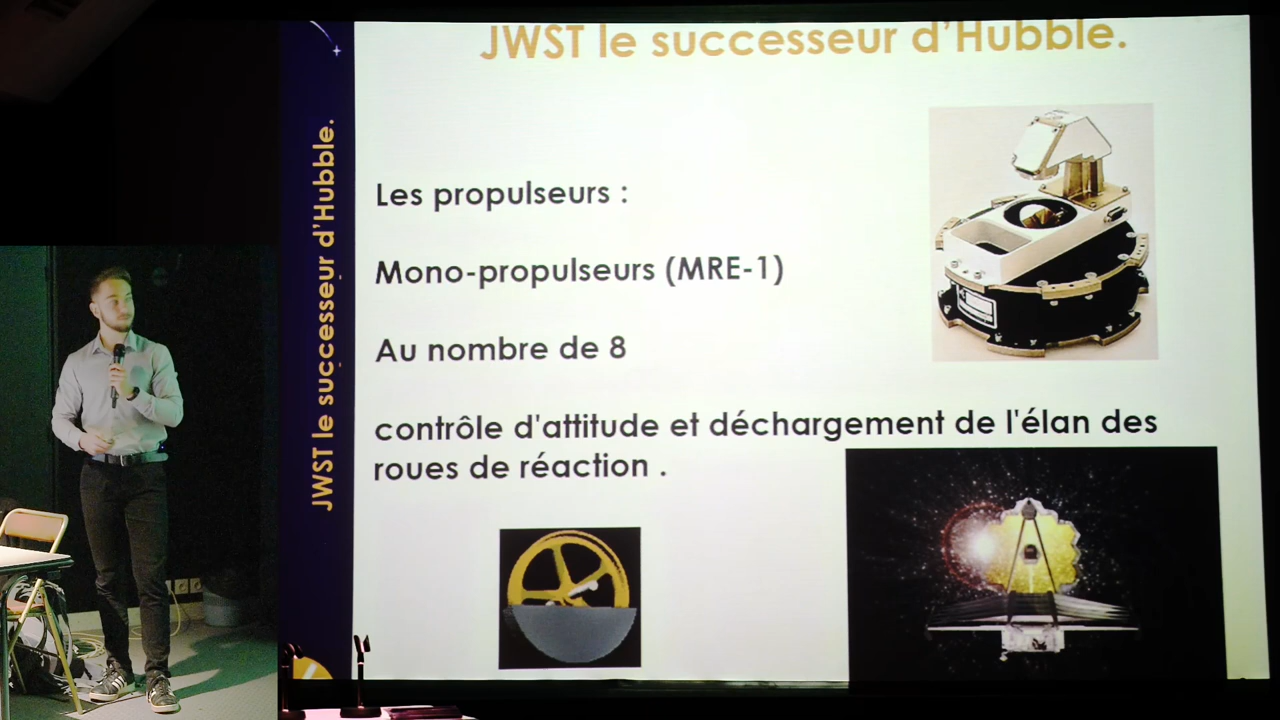 JWST le successeur d'Hubble.
JWST le successeur d'Hubble.
Les propulseurs :
Mono-propulseurs (MRE-1)
Au nombre de 8
contrôle d'attitude et déchargement de l'élan des
roues de réaction .